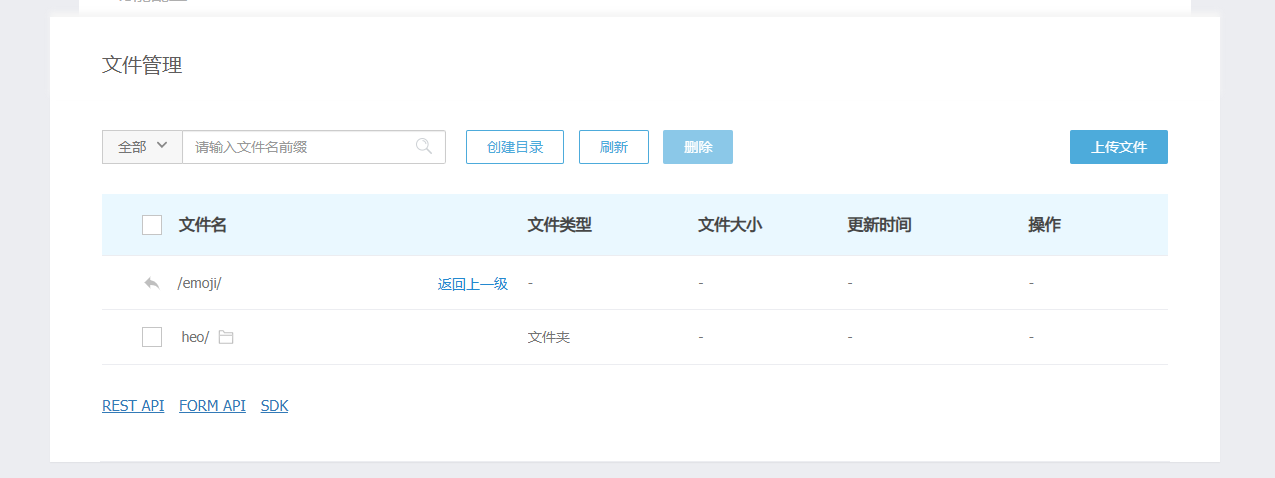 文件管理
全部 请输入文件名前缀 创建目录 刷新 删除 上传文件
文件名 文件类型 文件大小 更新时间 操作
/emoji/ 返回上一级 - - - -
heo/ 文件夹 - - -
REST API FORM API SDK